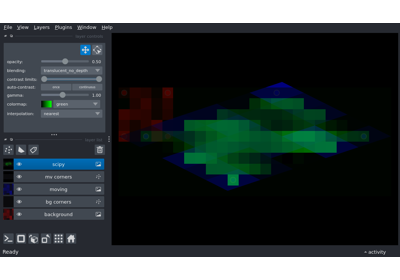 File View Layers Plugins Window Help
opacity: 0.50
blending: translucent_no_depth
contrast limits:
auto-contrast: once continuous
gamma: 1.00
colormap: green
interpolation: nearest
scipy
mv corners
moving
bg corners
background
Ready activity